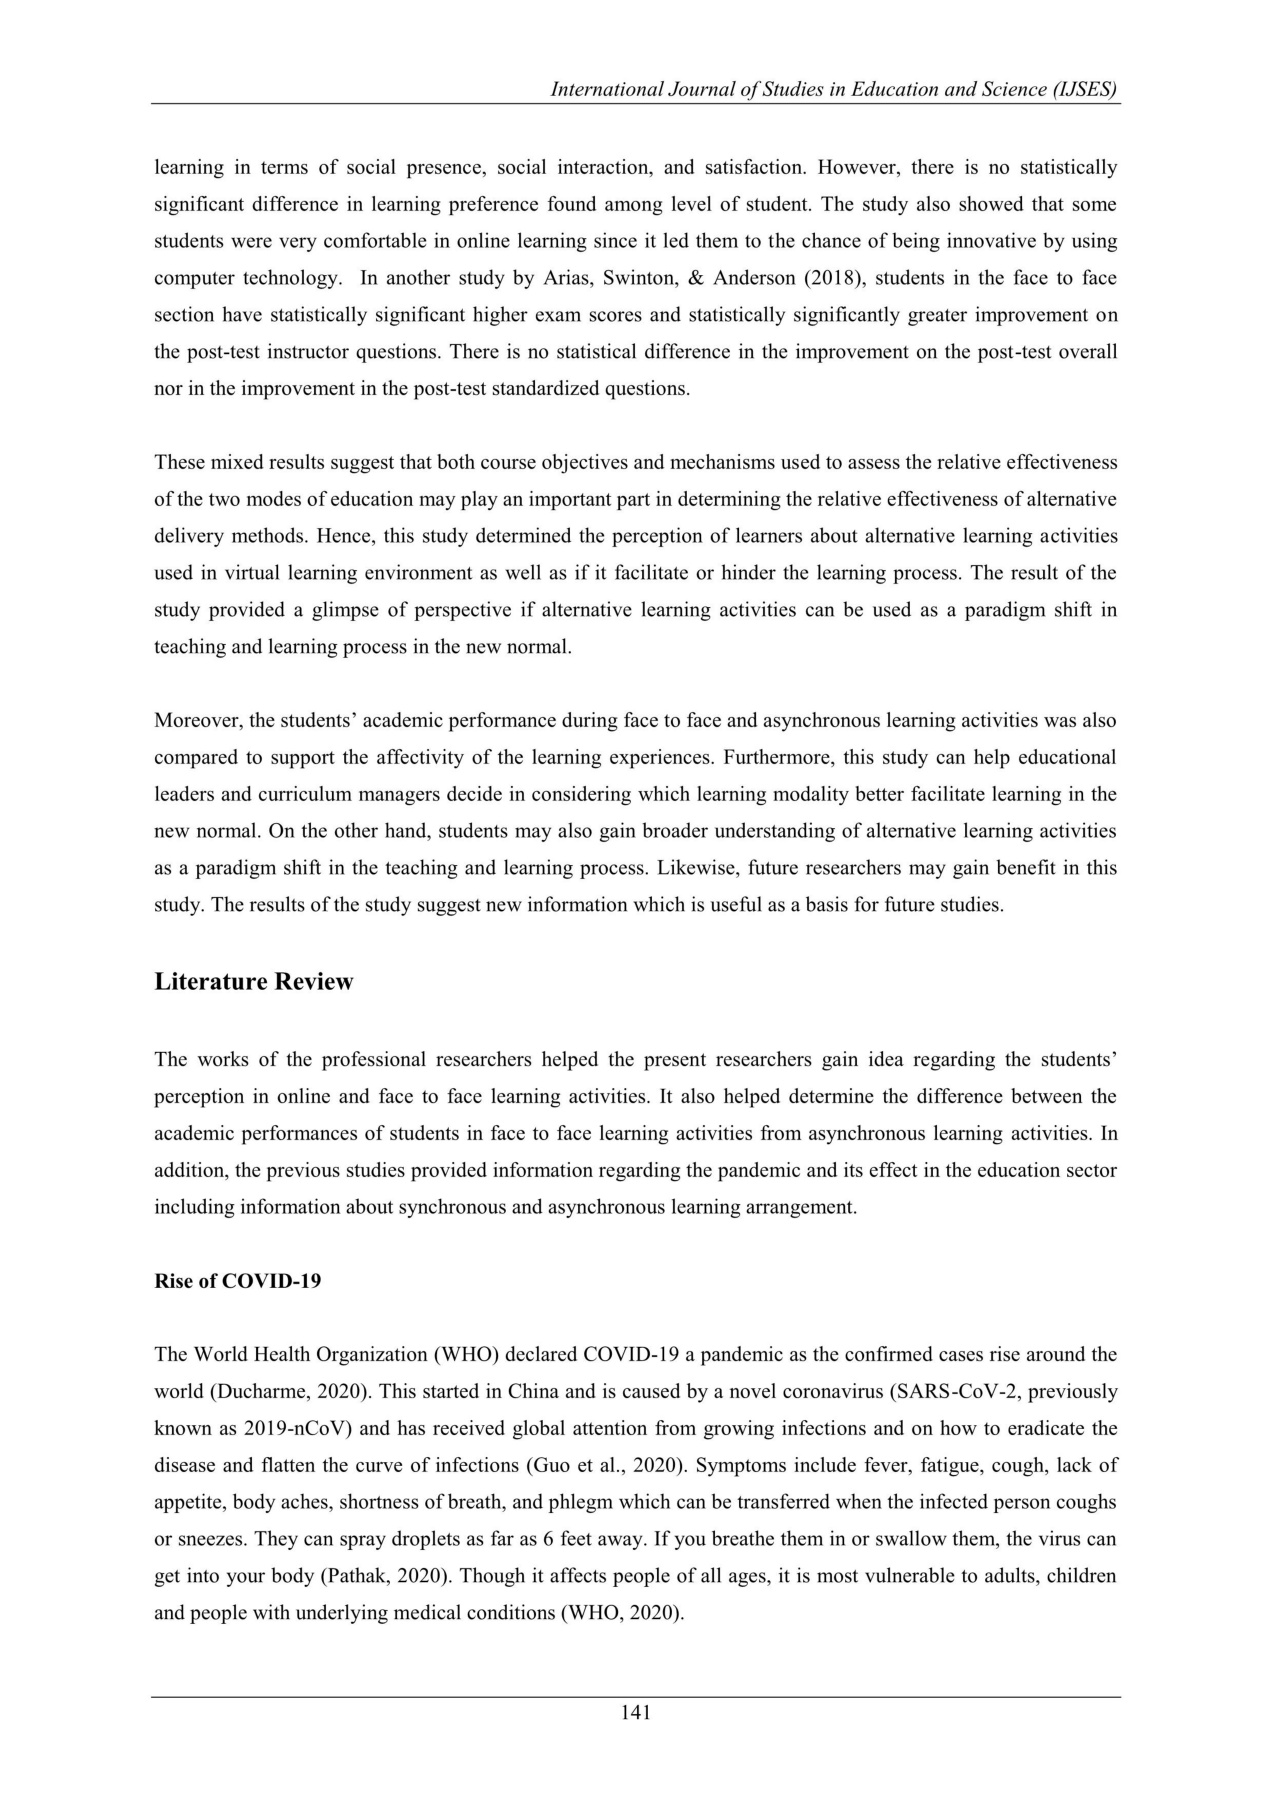 International Journal of Studies in Education and Science (IJSES)
learning in terms of social presence, social interaction, and satisfaction. However, there is no statistically
significant difference in learning preference found among level of student. The study also showed that some
students were very comfortable in online learning since it led them to the chance of being innovative by using
computer technology. In another study by Arias, Swinton, & Anderson (2018), students in the face to face
section have statistically significant higher exam scores and statistically significantly greater improvement on
the post-test instructor questions. There is no statistical difference in the improvement on the post-test overall
nor in the improvement in the post-test standardized questions.
These mixed results suggest that both course objectives and mechanisms used to assess the relative effectiveness
of the two modes of education may play an important part in determining the relative effectiveness of alternative
delivery methods. Hence, this study determined the perception of learners about alternative learning activities
used in virtual learning environment as well as if it facilitate or hinder the learning process. The result of the
study provided a glimpse of perspective if alternative learning activities can be used as a paradigm shift in
teaching and learning process in the new normal.
Moreover, the students’ academic performance during face to face and asynchronous learning activities was also
compared to support the affectivity of the learning experiences. Furthermore, this study can help educational
leaders and curriculum managers decide in considering which learning modality better facilitate learning in the
new normal. On the other hand, students may also gain broader understanding of alternative learning activities
as a paradigm shift in the teaching and learning process. Likewise, future researchers may gain benefit in this
study. The results of the study suggest new information which is useful as a basis for future studies.
Literature Review
The works of the professional researchers helped the present researchers gain idea regarding the students’
perception in online and face to face learning activities. It also helped determine the difference between the
academic performances of students in face to face learning activities from asynchronous learning activities. In
addition, the previous studies provided information regarding the pandemic and its effect in the education sector
including information about synchronous and asynchronous learning arrangement.
Rise of COVID-19
The World Health Organization (WHO) declared COVID-19 a pandemic as the confirmed cases rise around the
world (Ducharme, 2020). This started in China and is caused by a novel coronavirus (SARS-CoV-2, previously
known as 2019-nCoV) and has received global attention from growing infections and on how to eradicate the
disease and flatten the curve of infections (Guo et al., 2020). Symptoms include fever, fatigue, cough, lack of
appetite, body aches, shortness of breath, and phlegm which can be transferred when the infected person coughs
or sneezes. They can spray droplets as far as 6 feet away. If you breathe them in or swallow them, the virus can
get into your body (Pathak, 2020). Though it affects people of all ages, it is most vulnerable to adults, children
and people with underlying medical conditions (WHO, 2020).
141